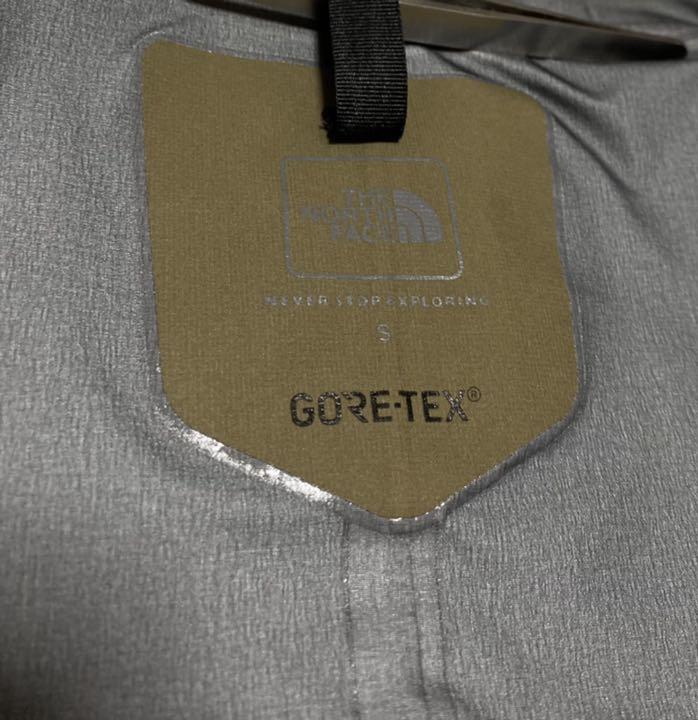 THE
NORTH
FACE
NEVER STOP EXPLORING
S
GORE-TEX®